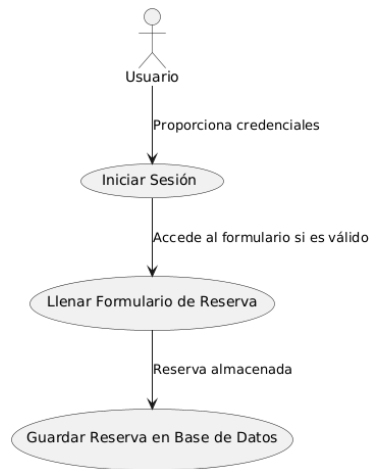 Usuario
Proporciona credenciales
Iniciar Sesión
Accede al formulario si es válido
Llenar Formulario de Reserva
Reserva almacenada
Guardar Reserva en Base de Datos